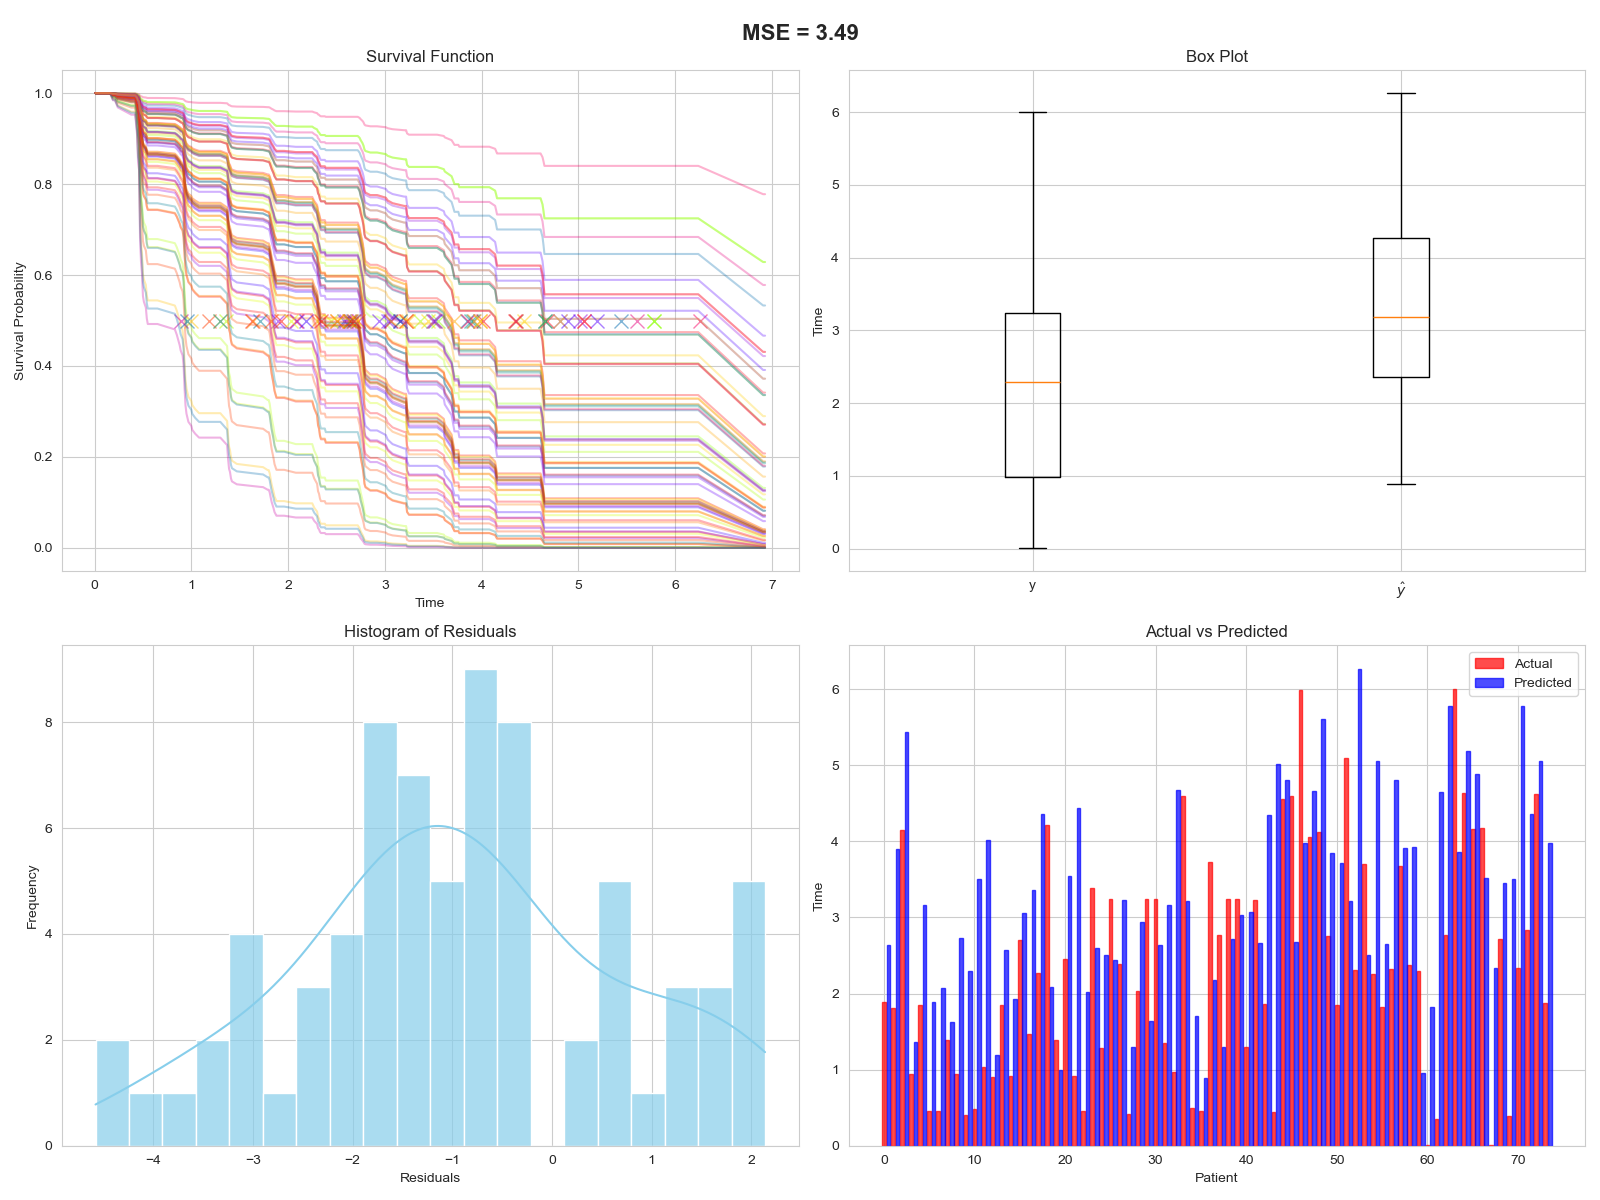 MSE = 3.49
Survival Function
1.0
0.8
0.6
0.4
0.2
0.0
Survival Probability
0 1 2 3 4 5 6 7
Time
Box Plot
6
5
4
3
2
1
0
Time
y ŷ
Histogram of Residuals
8
6
4
2
0
Frequency
−4 −3 −2 −1 0 1 2
Residuals
Actual vs Predicted
Actual
Predicted
6
5
4
3
2
1
0
Time
0 10 20 30 40 50 60 70
Patient